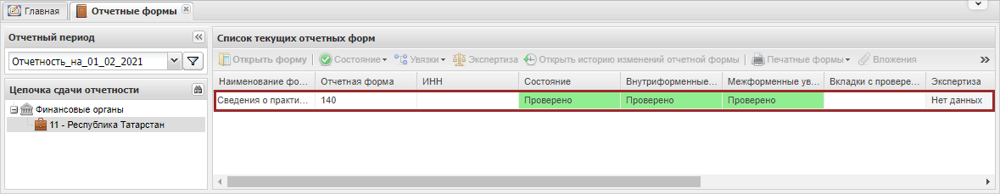 Главная Отчетные формы
Отчетный период
Отчетность_на_01_02_2021
Цепочка сдачи отчетности
Финансовые органы
11 - Республика Татарстан
Список текущих отчетных форм
Открыть форму Состояние Увязки Экспертиза Открыть историю изменений отчетной формы Печатные формы Вложения
Наименование фо... Отчетная форма ИНН Состояние Внутриформенные... Межформенные ув... Вкладки с провере... Экспертиза
Сведения о практи... 140 Проверено Проверено Проверено Нет данных